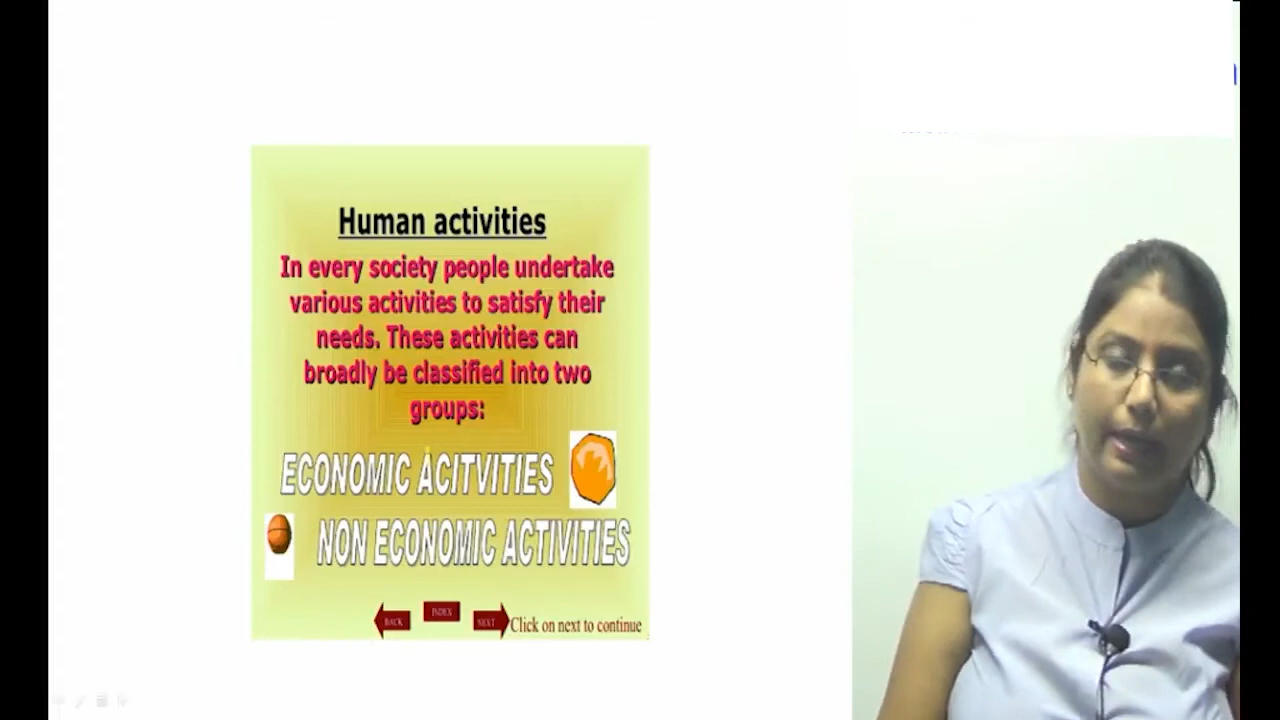 Human activities
In every society people undertake
various activities to satisfy their
needs. These activities can
broadly be classified into two
groups:
ECONOMIC ACITVITIES
NON ECONOMIC ACTIVITIES
BACK
INDEX
NEXT
Click on next to continue